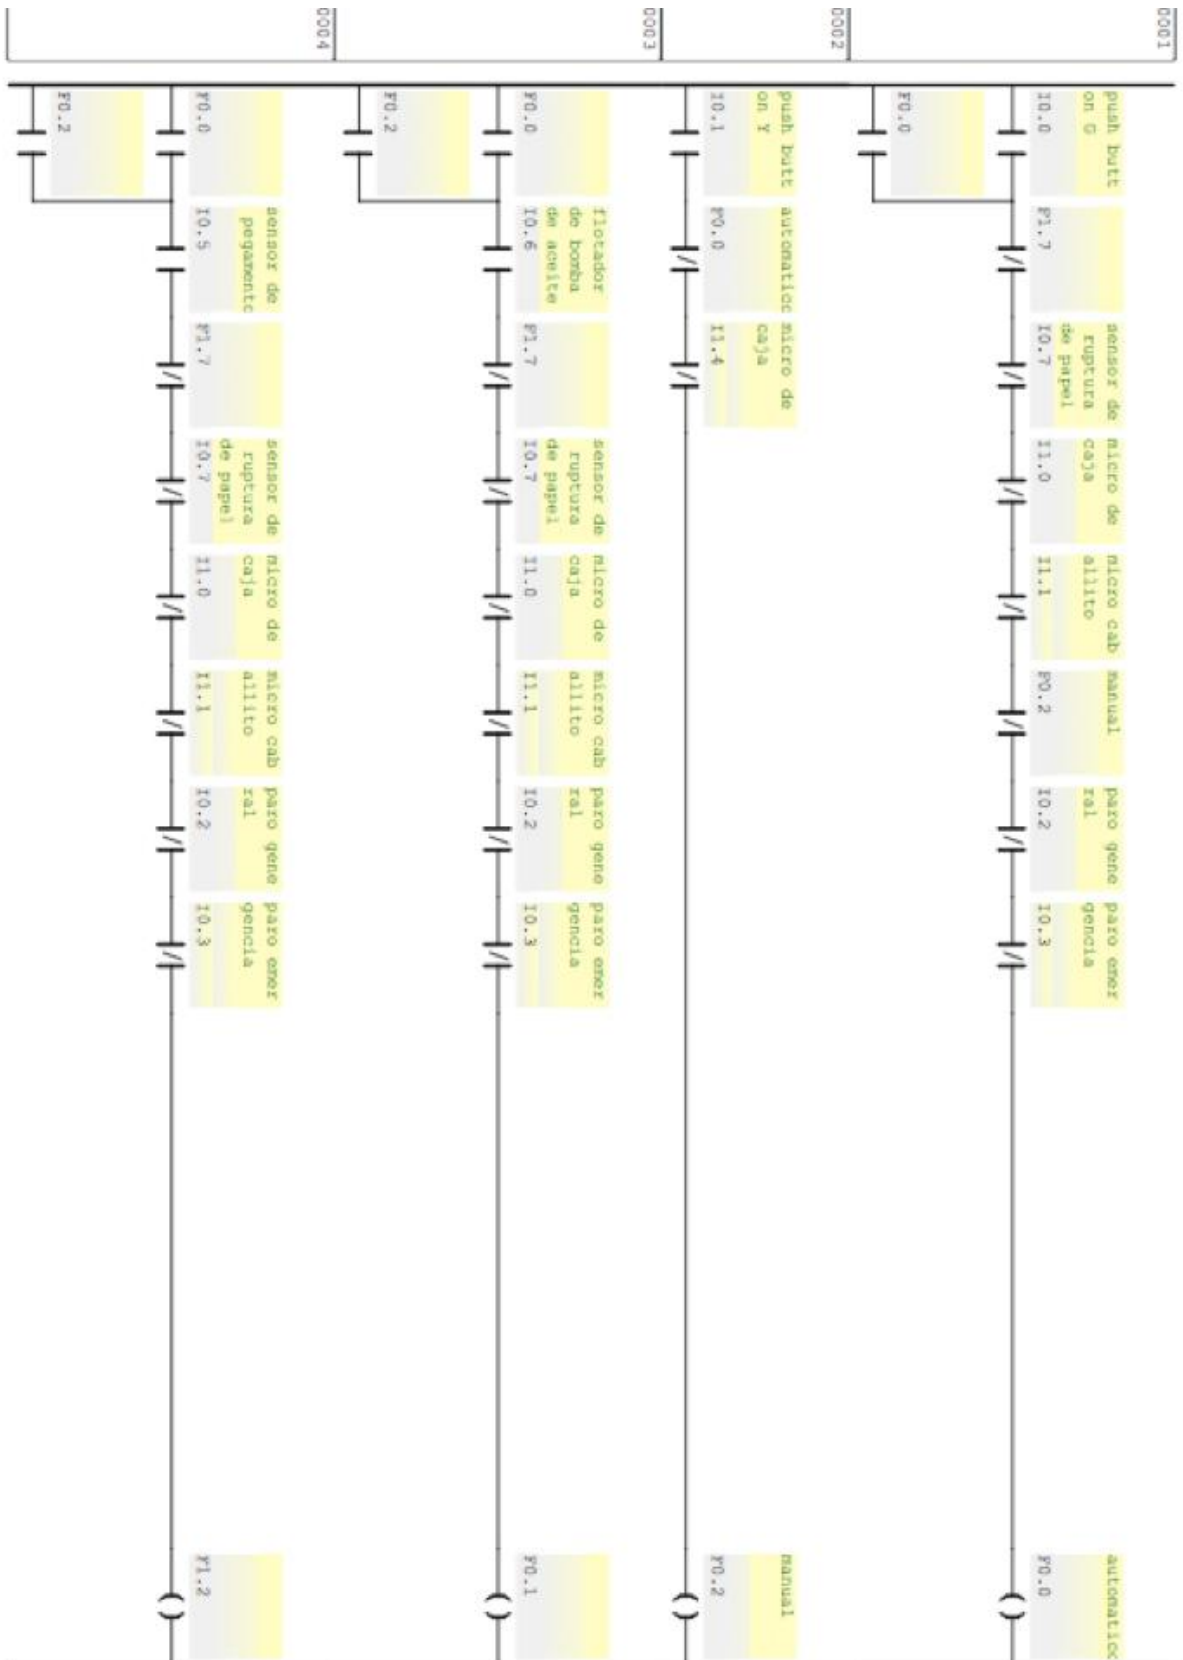 0001
push butt
on G
I0.0
F1.7
sensor de
ruptura
de papel
I0.7
micro de
caja
I1.0
micro cab
allito
I1.1
manual
F0.2
paro gene
ral
I0.2
paro emer
gencia
I0.3
automatico
F0.0
F0.0
0002
push butt
on Y
I0.1
automatico
F0.0
micro de
caja
I1.4
manual
F0.2
0003
F0.0
flotador
de bomba
de aceite
I0.6
F1.7
sensor de
ruptura
de papel
I0.7
micro de
caja
I1.0
micro cab
allito
I1.1
paro gene
ral
I0.2
paro emer
gencia
I0.3
F0.1
F0.2
0004
F0.0
sensor de
pegamento
I0.5
F1.7
sensor de
ruptura
de papel
I0.7
micro de
caja
I1.0
micro cab
allito
I1.1
paro gene
ral
I0.2
paro emer
gencia
I0.3
F1.2
F0.2